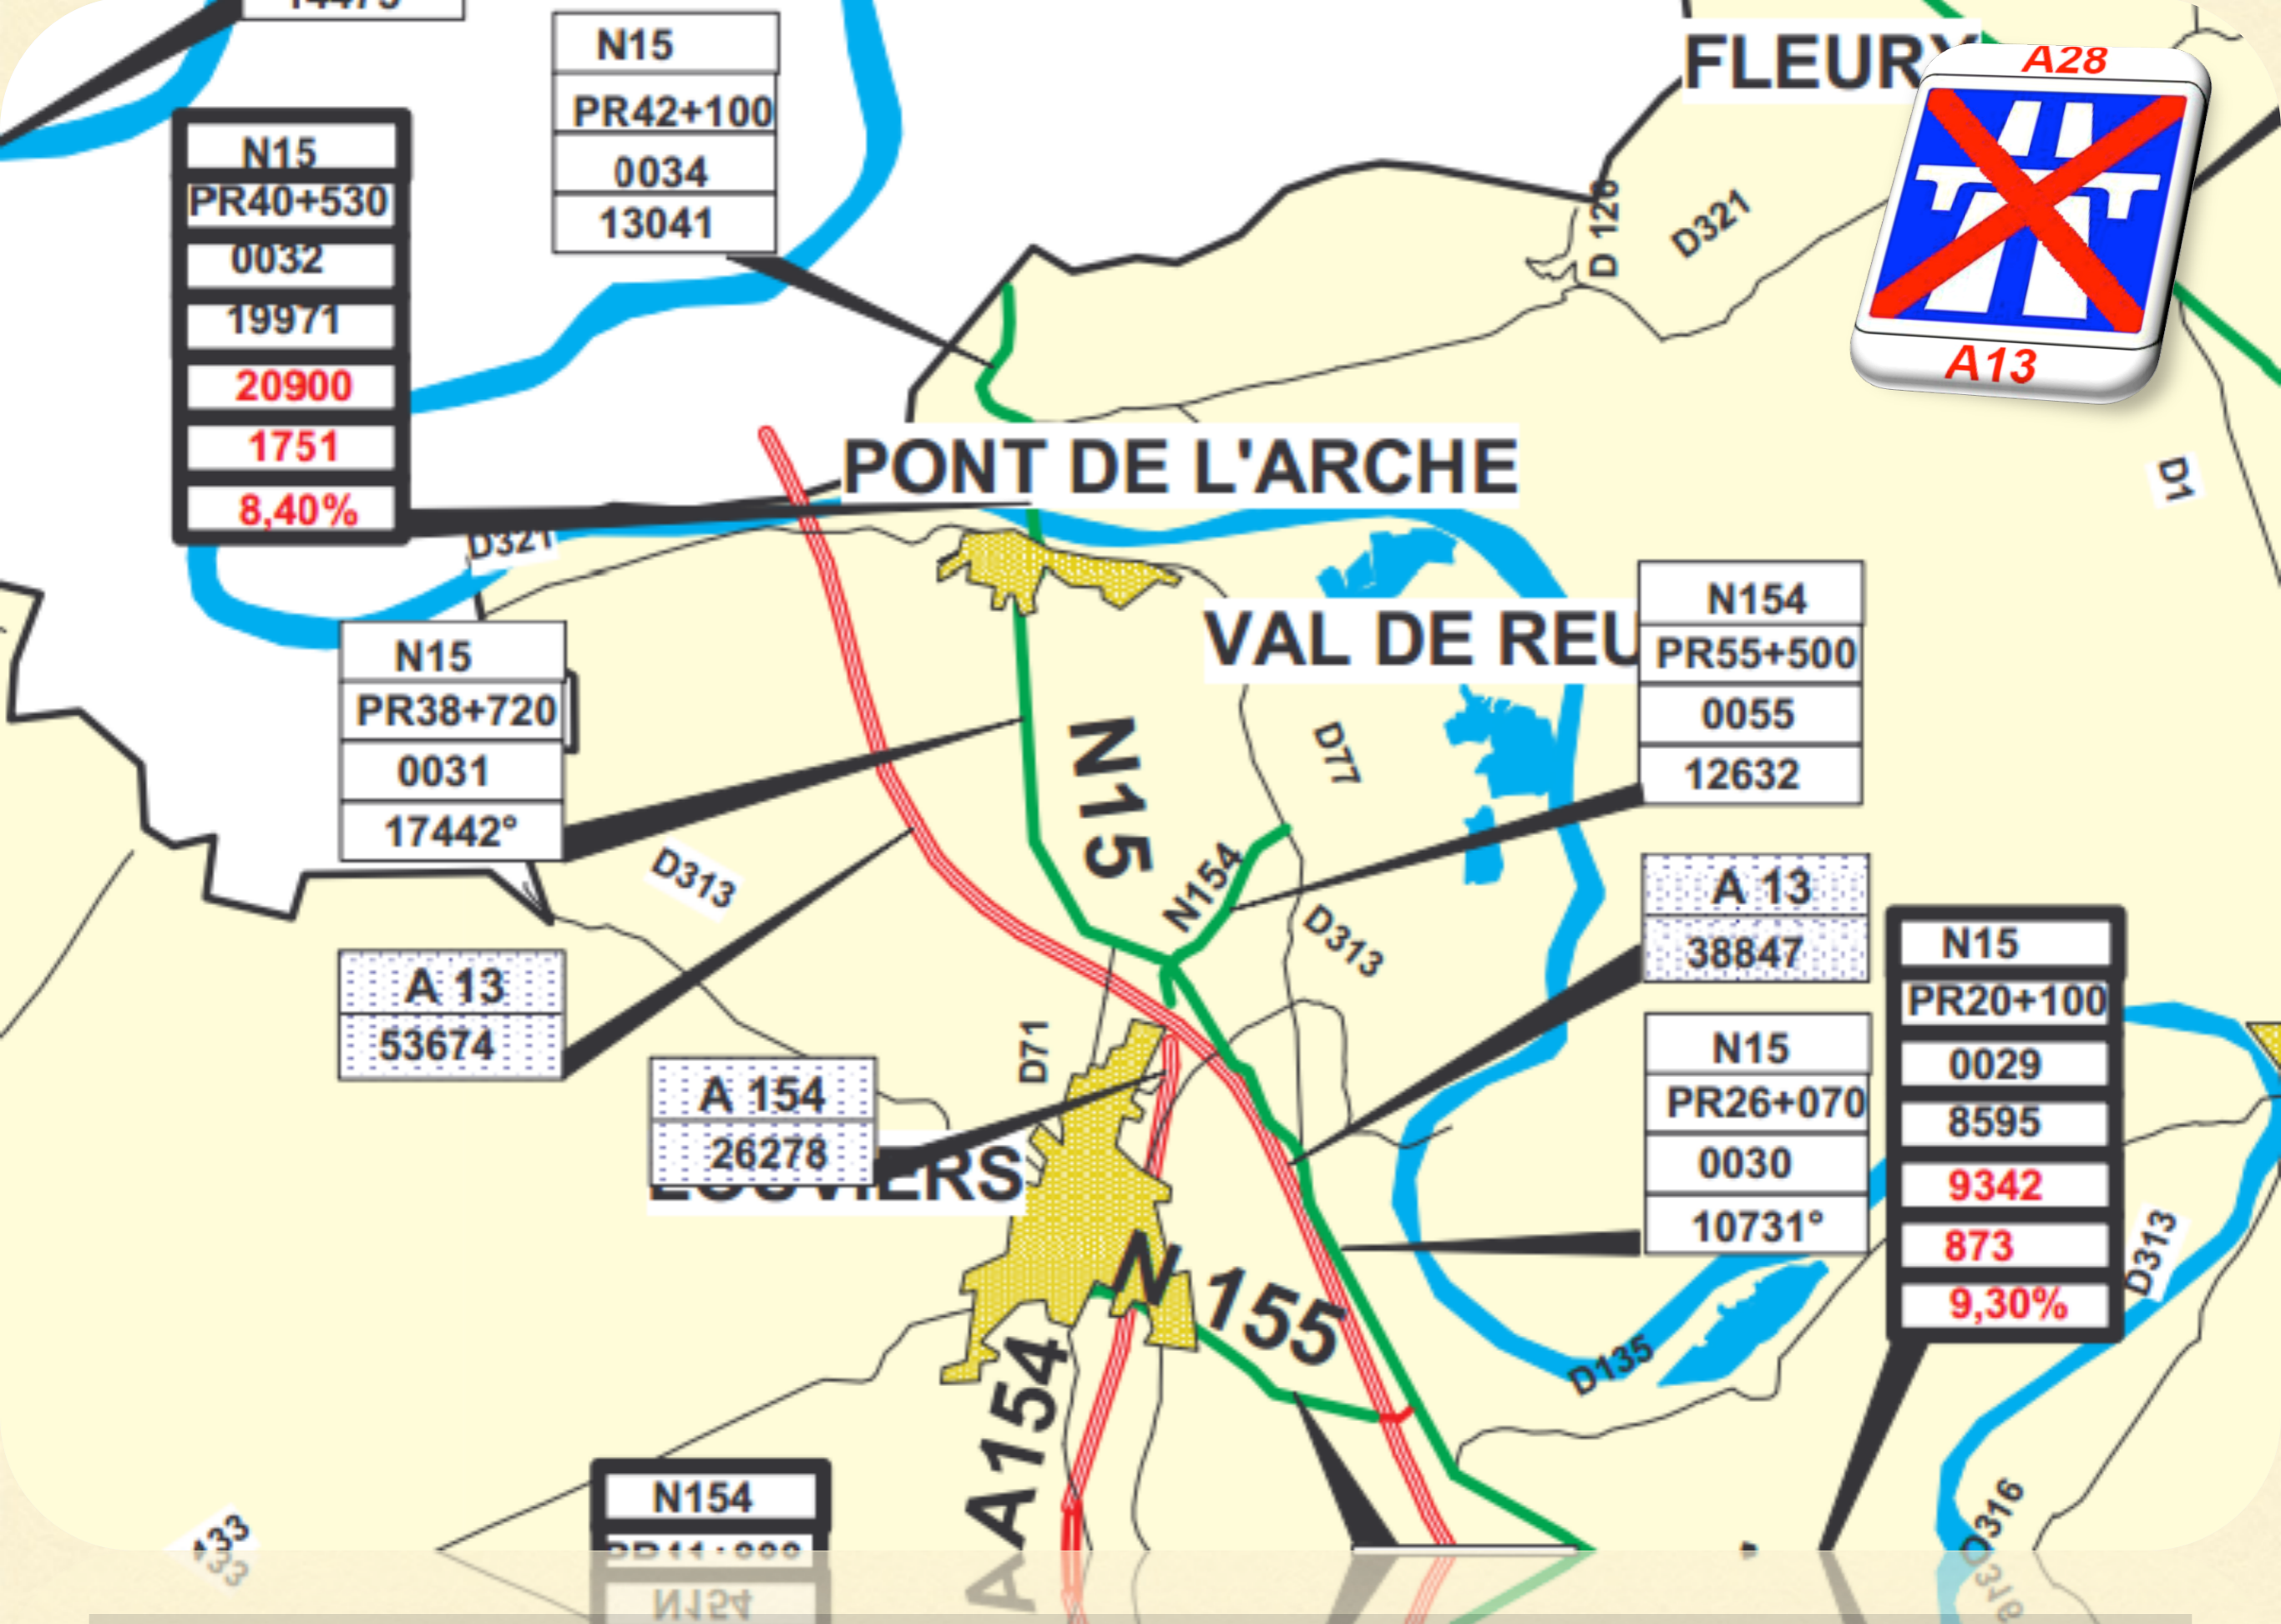 N15
PR42+100
0034
13041
FLEURY
A28
A13
N15
PR40+530
0032
19971
20900
1751
8,40%
D 120
D321
PONT DE L'ARCHE
D1
D321
VAL DE REU
N154
PR55+500
0055
12632
N15
PR38+720
0031
17442°
N15
D77
N154
D313
D313
A 13
38847
A 13
53674
D71
A 154
26278
LOUVIERS
N15
PR26+070
0030
10731°
N15
PR20+100
0029
8595
9342
873
9,30%
D313
N 155
D135
A154
N154
D316
133